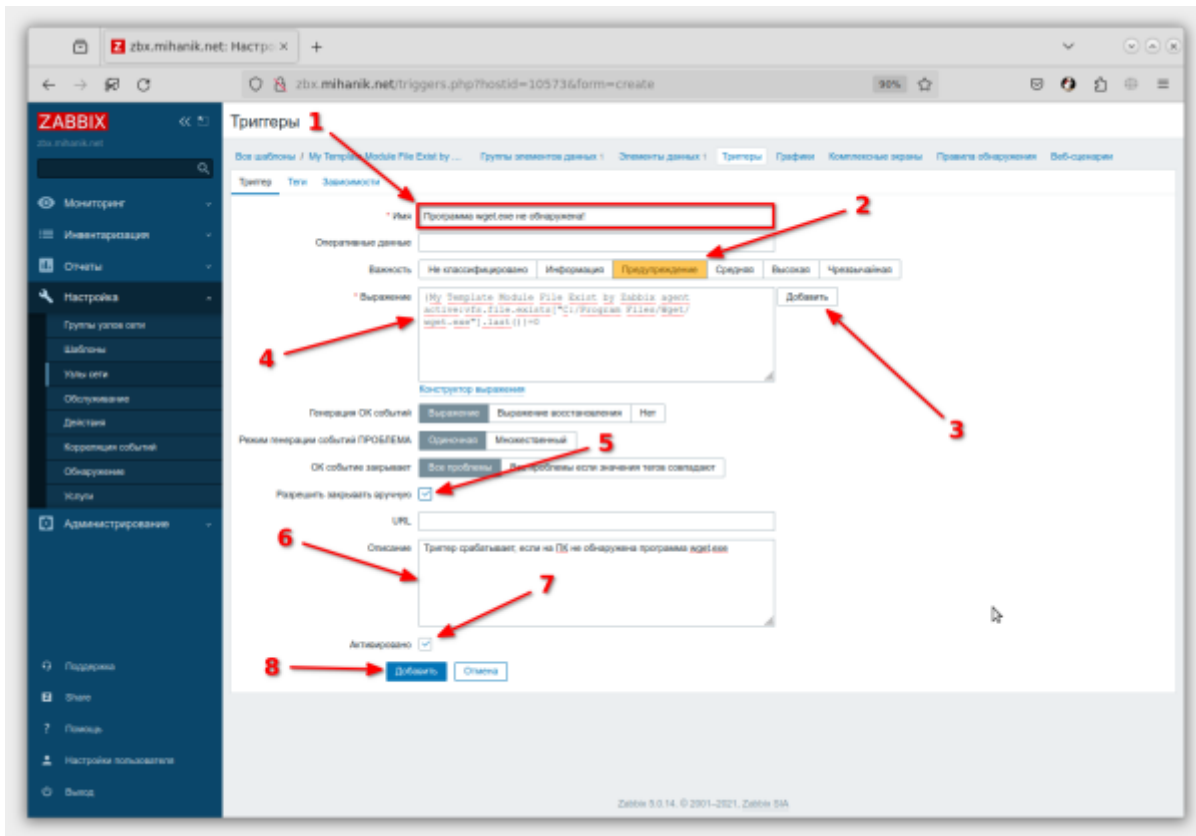 zbx.mihanik.net: Настро
zbx.mihanik.net/triggers.php?hostid=10573&form=create
90%
ZABBIX
zbx.mihanik.net
Мониторинг
Инвентаризация
Отчеты
Настройка
Группы узлов сети
Шаблоны
Узлы сети
Обслуживание
Действия
Корреляция событий
Обнаружение
Услуги
Администрирование
Поддержка
Share
Помощь
Настройки пользователя
Выход
Триггеры
1
Все шаблоны / My Template Module File Exist by ... Группы элементов данных 1 Элементы данных 1 Триггеры Графики Комплексные экраны Правила обнаружения Веб-сценарии
Триггер Теги Зависимости
* Имя Программа wget.exe не обнаружена!
2
Оперативные данные
Важность Не классифицировано Информация Предупреждение Средняя Высокая Чрезвычайная
* Выражение {My Template Module File Exist by Zabbix agent Добавить
active:vfs.file.exists["C:/Program Files/Wget/
wget.exe"].last()}=0
4
3
Конструктор выражения
Генерация ОК событий Выражение Выражение восстановления Нет
Режим генерации событий ПРОБЛЕМА Одиночная Множественный
5
ОК событие закрывает Все проблемы Все проблемы если значения тегов совпадают
Разрешить закрывать вручную
URL
6
Описание Триггер срабатывает, если на ПК не обнаружена программа wget.exe
7
Активировано
8
Добавить Отмена
Zabbix 5.0.14. © 2001–2021, Zabbix SIA